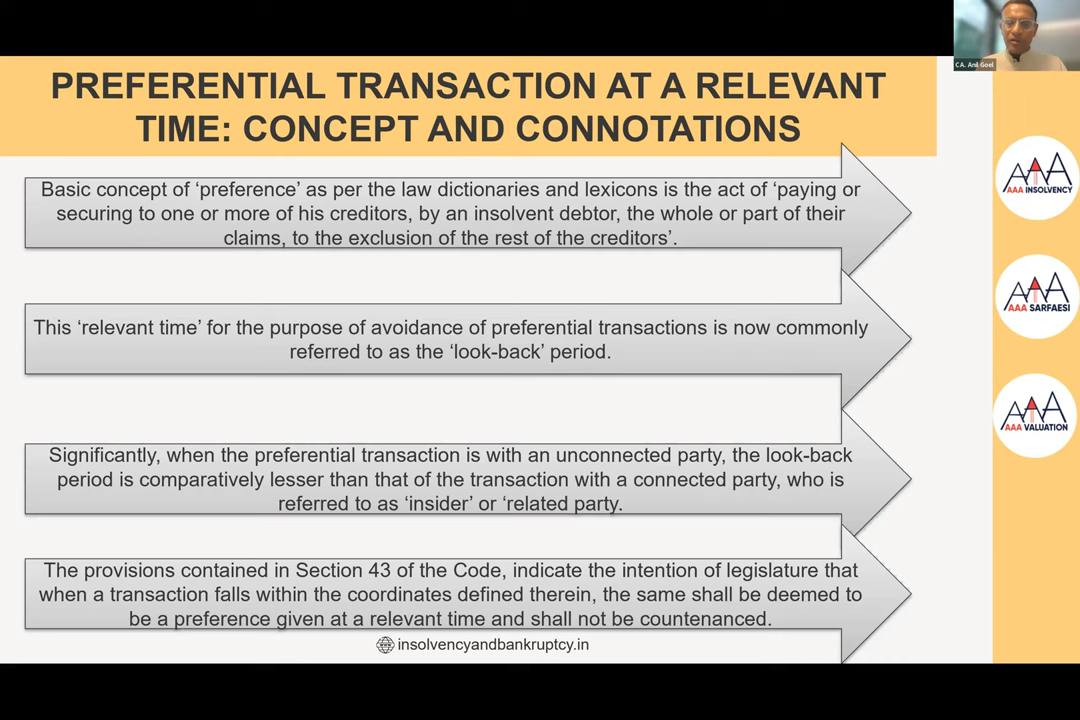 C.A. Anil Goel
PREFERENTIAL TRANSACTION AT A RELEVANT
TIME: CONCEPT AND CONNOTATIONS
Basic concept of ‘preference’ as per the law dictionaries and lexicons is the act of ‘paying or
securing to one or more of his creditors, by an insolvent debtor, the whole or part of their
claims, to the exclusion of the rest of the creditors’.
This ‘relevant time’ for the purpose of avoidance of preferential transactions is now commonly
referred to as the ‘look-back’ period.
Significantly, when the preferential transaction is with an unconnected party, the look-back
period is comparatively lesser than that of the transaction with a connected party, who is
referred to as ‘insider’ or ‘related party.
The provisions contained in Section 43 of the Code, indicate the intention of legislature that
when a transaction falls within the coordinates defined therein, the same shall be deemed to
be a preference given at a relevant time and shall not be countenanced.
insolvencyandbankruptcy.in
AAA
AAA INSOLVENCY
AAA
AAA SARFAESI
AAA
AAA VALUATION